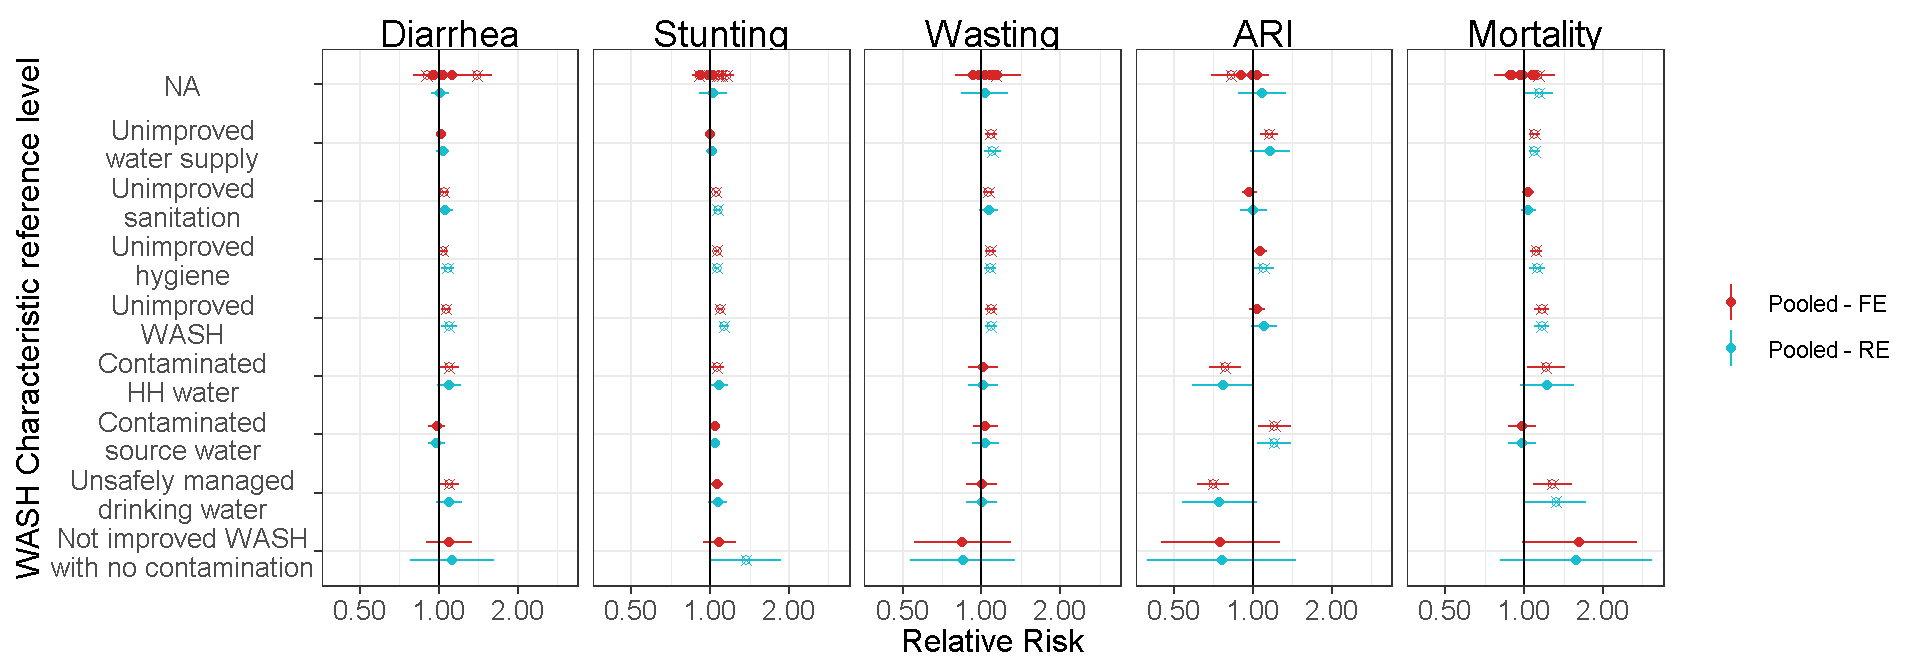 Diarrhea Stunting Wasting ARI Mortality
WASH Characteristic reference level
NA
Unimproved
water supply
Unimproved
sanitation
Unimproved
hygiene
Unimproved
WASH
Contaminated
HH water
Contaminated
source water
Unsafely managed
drinking water
Not improved WASH
with no contamination
0.50 1.00 2.00 0.50 1.00 2.00 0.50 1.00 2.00 0.50 1.00 2.00 0.50 1.00 2.00
Relative Risk
Pooled - FE
Pooled - RE